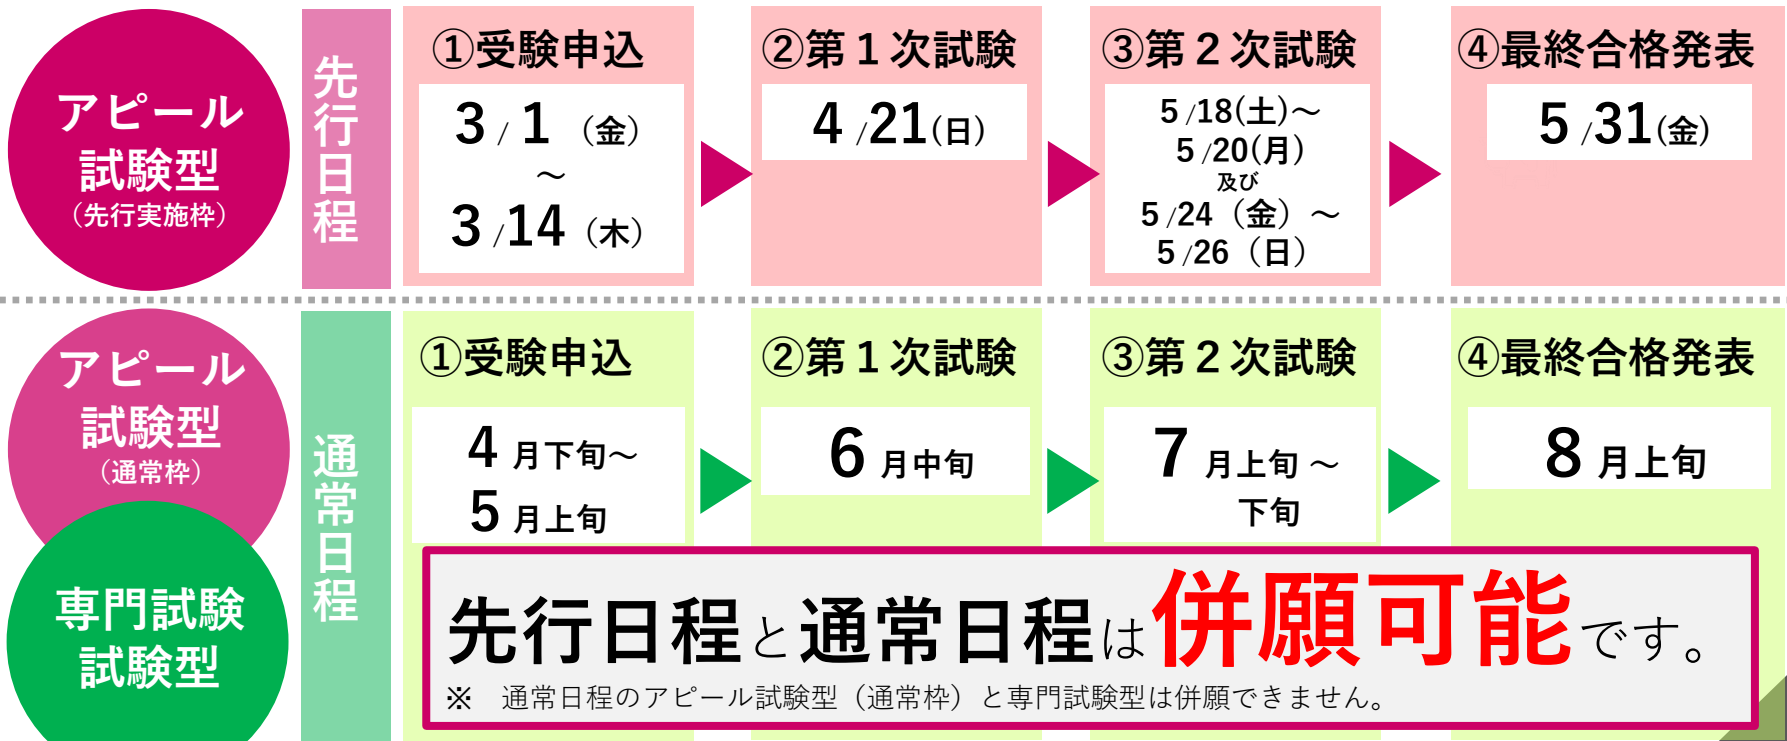 アピール
試験型
（先行実施枠）
先行日程
①受験申込
3/1（金）
～
3/14（木）
②第1次試験
4/21(日)
③第2次試験
5/18(土)～
5/20(月)
及び
5/24（金）～
5/26（日）
④最終合格発表
5/31(金)
アピール
試験型
（通常枠）
専門試験
試験型
通常日程
①受験申込
4月下旬～
5月上旬
②第1次試験
6月中旬
③第2次試験
7月上旬～
下旬
④最終合格発表
8月上旬
先行日程と通常日程は併願可能です。
※　通常日程のアピール試験型（通常枠）と専門試験型は併願できません。